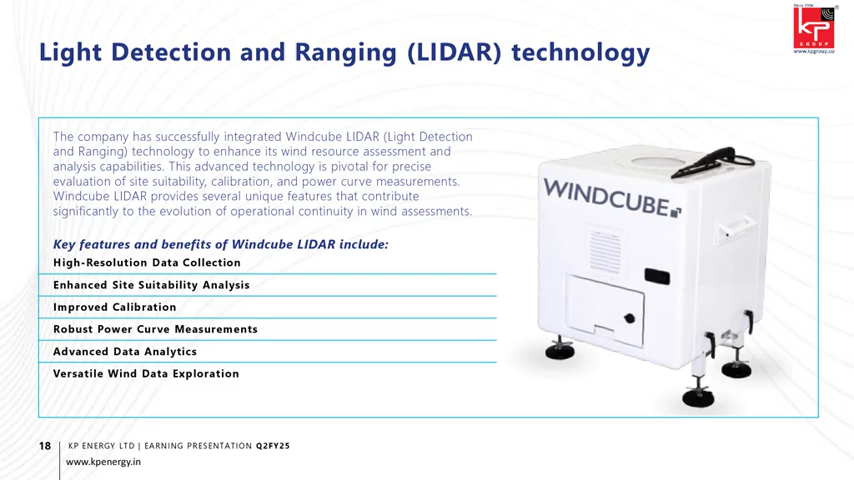 Since 1994
KP
GROUP
www.kpgroup.co
Light Detection and Ranging (LIDAR) technology
The company has successfully integrated Windcube LIDAR (Light Detection
and Ranging) technology to enhance its wind resource assessment and
analysis capabilities. This advanced technology is pivotal for precise
evaluation of site suitability, calibration, and power curve measurements.
Windcube LIDAR provides several unique features that contribute
significantly to the evolution of operational continuity in wind assessments.
Key features and benefits of Windcube LIDAR include:
High-Resolution Data Collection
Enhanced Site Suitability Analysis
Improved Calibration
Robust Power Curve Measurements
Advanced Data Analytics
Versatile Wind Data Exploration
WINDCUBE
18
KP ENERGY LTD | EARNING PRESENTATION Q2FY25
www.kpenergy.in